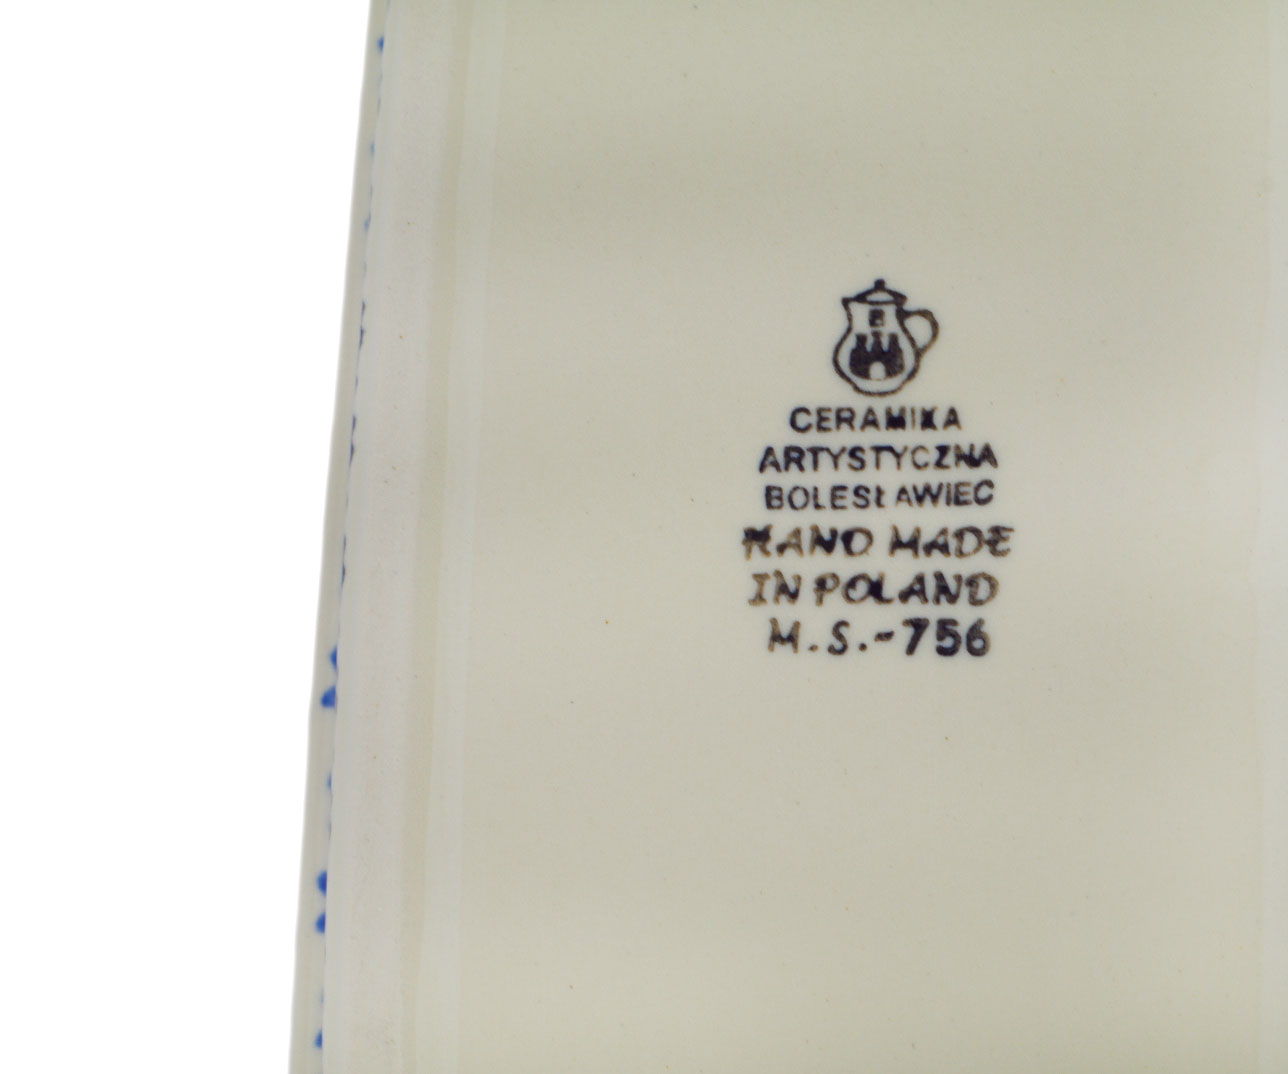 B
CERAMIKA
ARTYSTYCZNA
BOLESŁAWIEC
HAND MADE
IN POLAND
M.S.-756